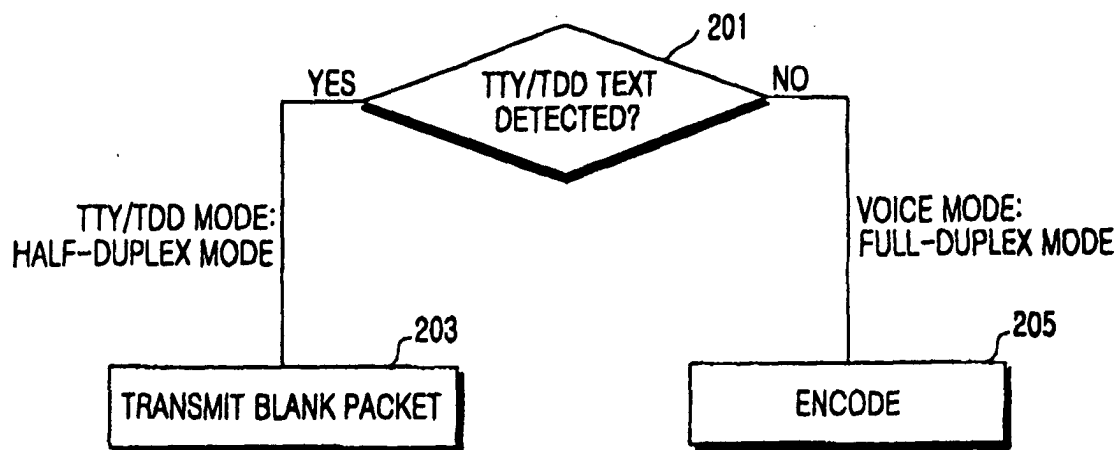 201
YES
TTY/TDD TEXT
DETECTED?
NO
TTY/TDD MODE:
HALF-DUPLEX MODE
VOICE MODE:
FULL-DUPLEX MODE
203
TRANSMIT BLANK PACKET
205
ENCODE